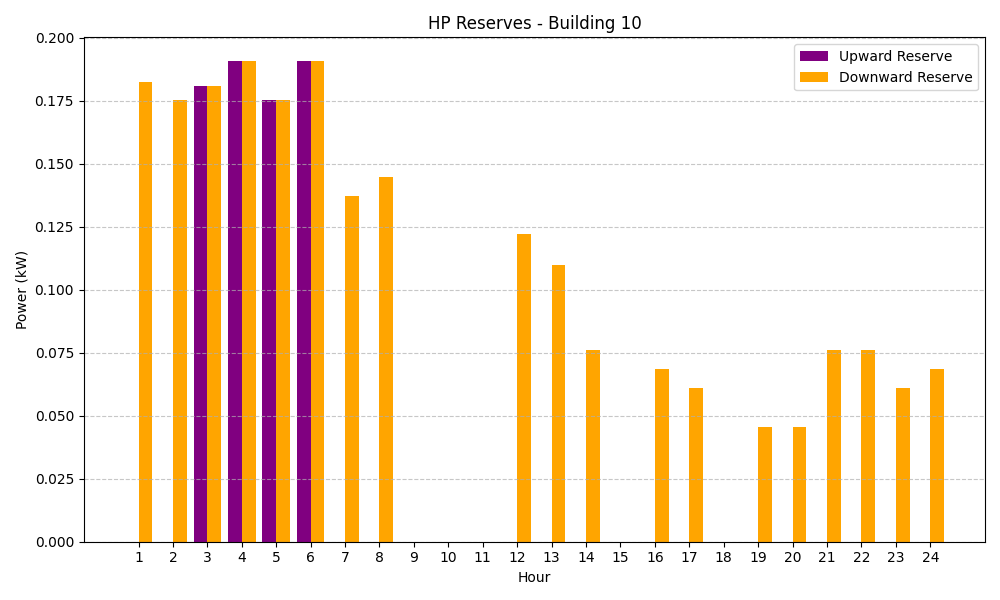 HP Reserves - Building 10
Upward Reserve
Downward Reserve
Power (kW)
0.200
0.175
0.150
0.125
0.100
0.075
0.050
0.025
0.000
1 2 3 4 5 6 7 8 9 10 11 12 13 14 15 16 17 18 19 20 21 22 23 24
Hour